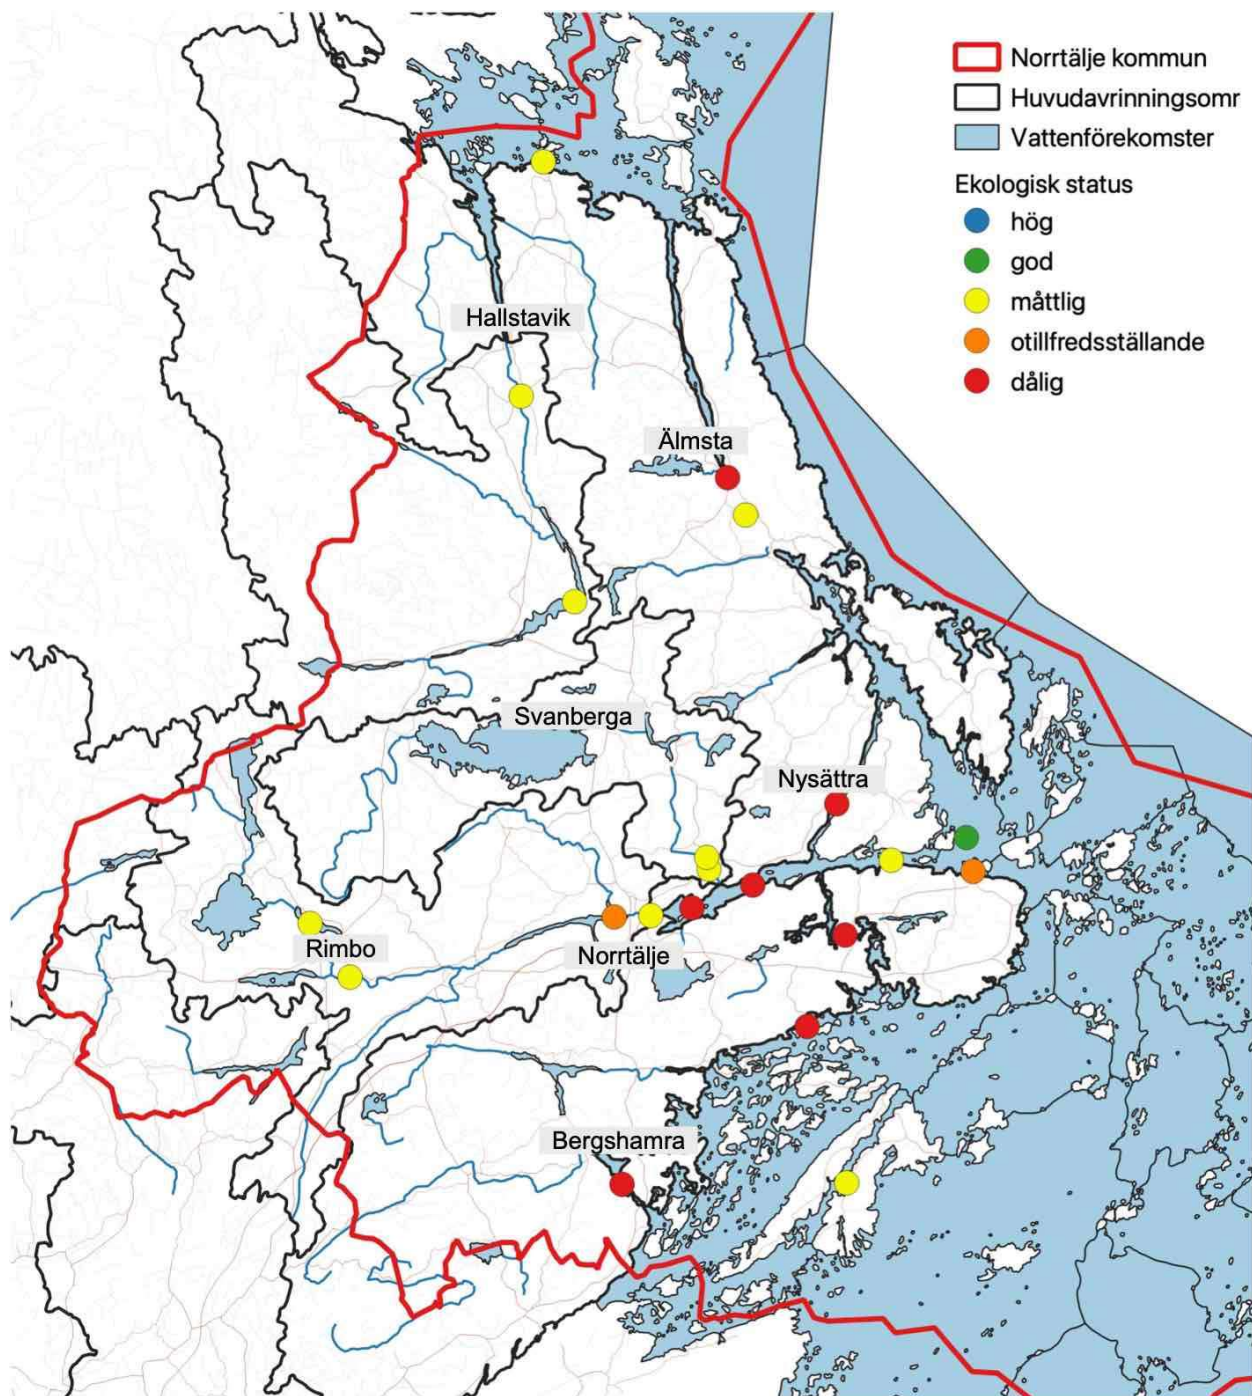 Norrtälje kommun
Huvudavrinningsomr
Vattenförekomster
Ekologisk status
hög
god
måttlig
otillfredsställande
dålig
Hallstavik
Älmsta
Svanberga
Nysättra
Rimbo
Norrtälje
Bergshamra